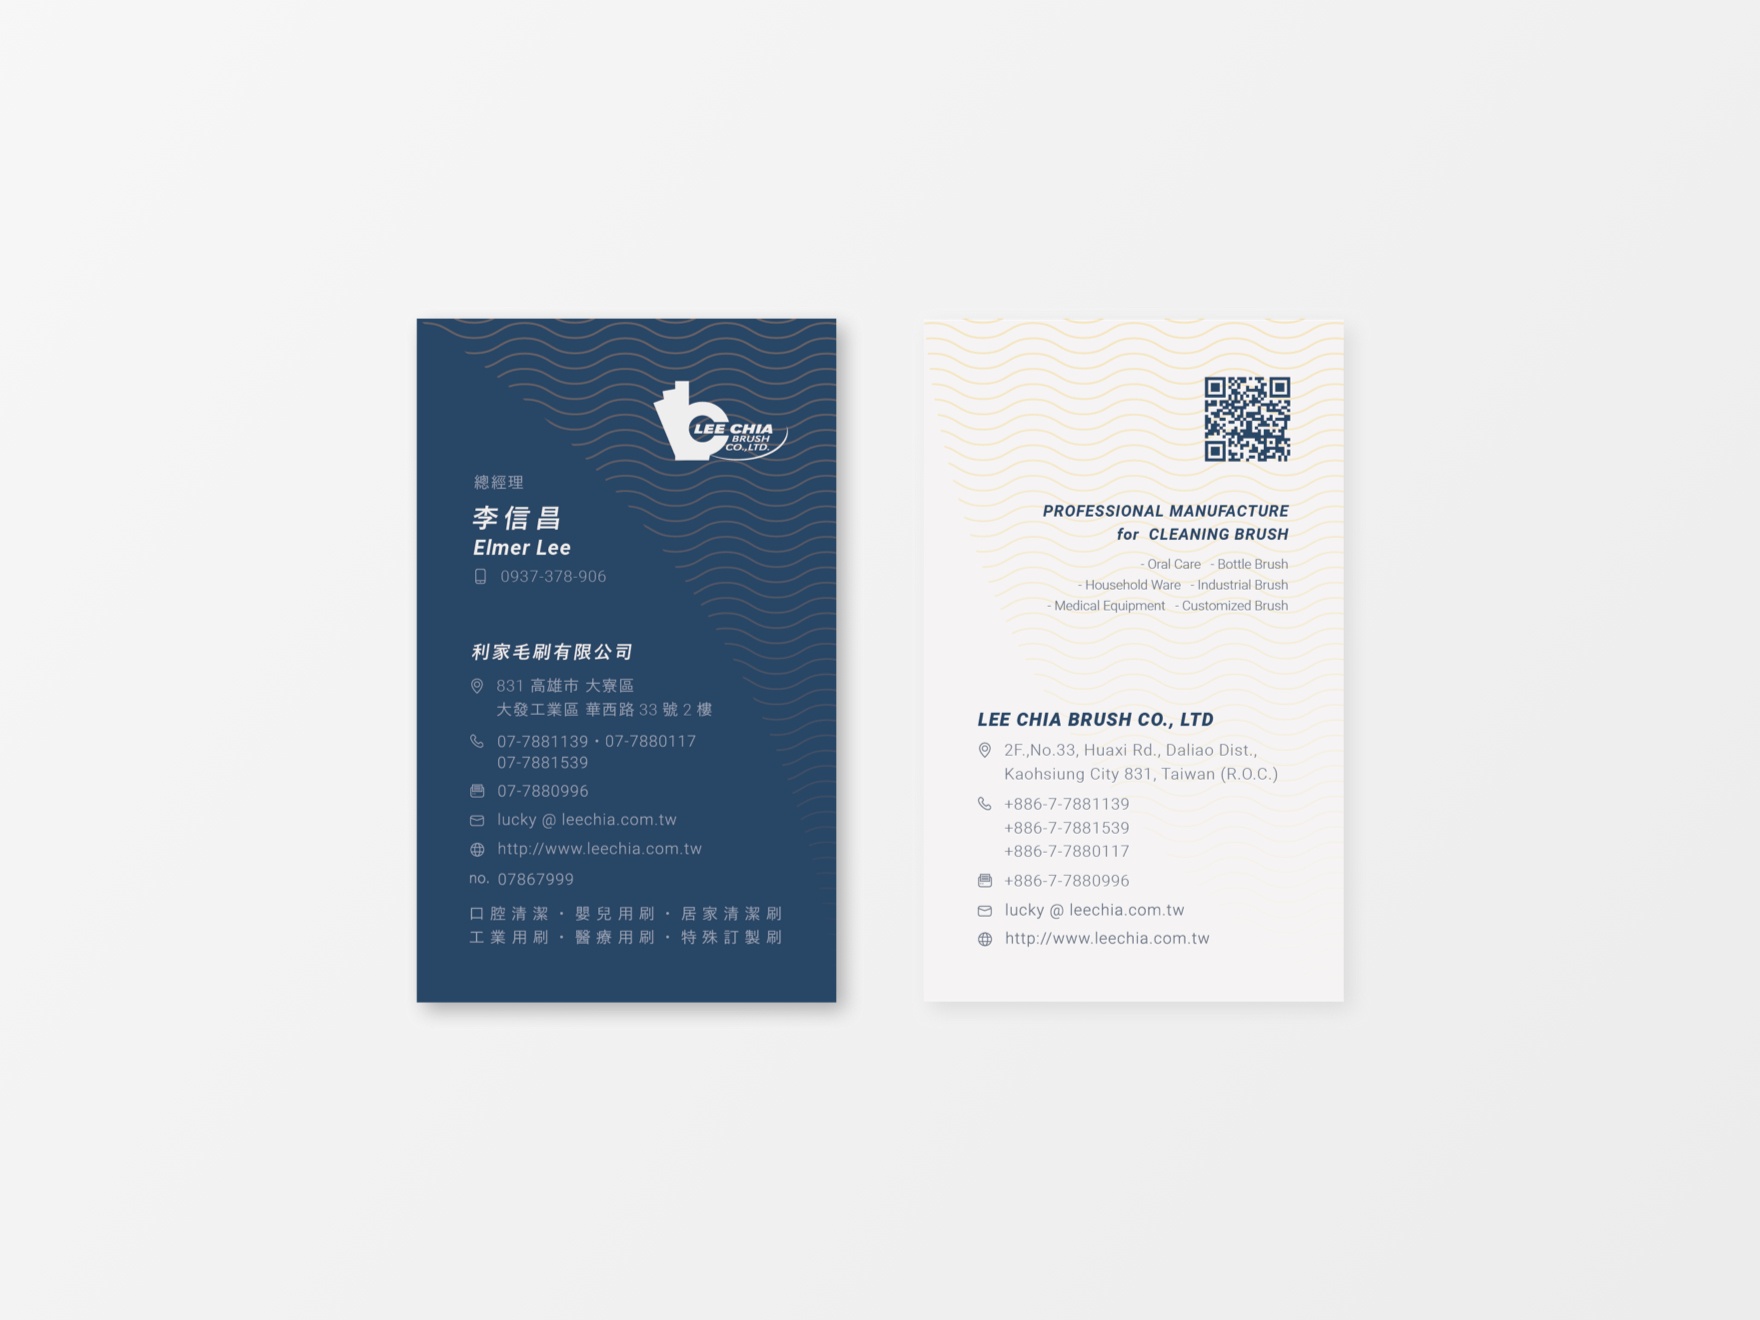 LEE CHIA
BRUSH
CO.,LTD.
總經理
李信昌
Elmer Lee
0937-378-906
利家毛刷有限公司
831 高雄市 大寮區
大發工業區 華西路 33 號 2 樓
07-7881139・07-7880117
07-7881539
07-7880996
lucky @ leechia.com.tw
http://www.leechia.com.tw
no. 07867999
口腔清潔・嬰兒用刷・居家清潔刷
工業用刷・醫療用刷・特殊訂製刷
PROFESSIONAL MANUFACTURE
for CLEANING BRUSH
- Oral Care - Bottle Brush
- Household Ware - Industrial Brush
- Medical Equipment - Customized Brush
LEE CHIA BRUSH CO., LTD
2F.,No.33, Huaxi Rd., Daliao Dist.,
Kaohsiung City 831, Taiwan (R.O.C.)
+886-7-7881139
+886-7-7881539
+886-7-7880117
+886-7-7880996
lucky @ leechia.com.tw
http://www.leechia.com.tw